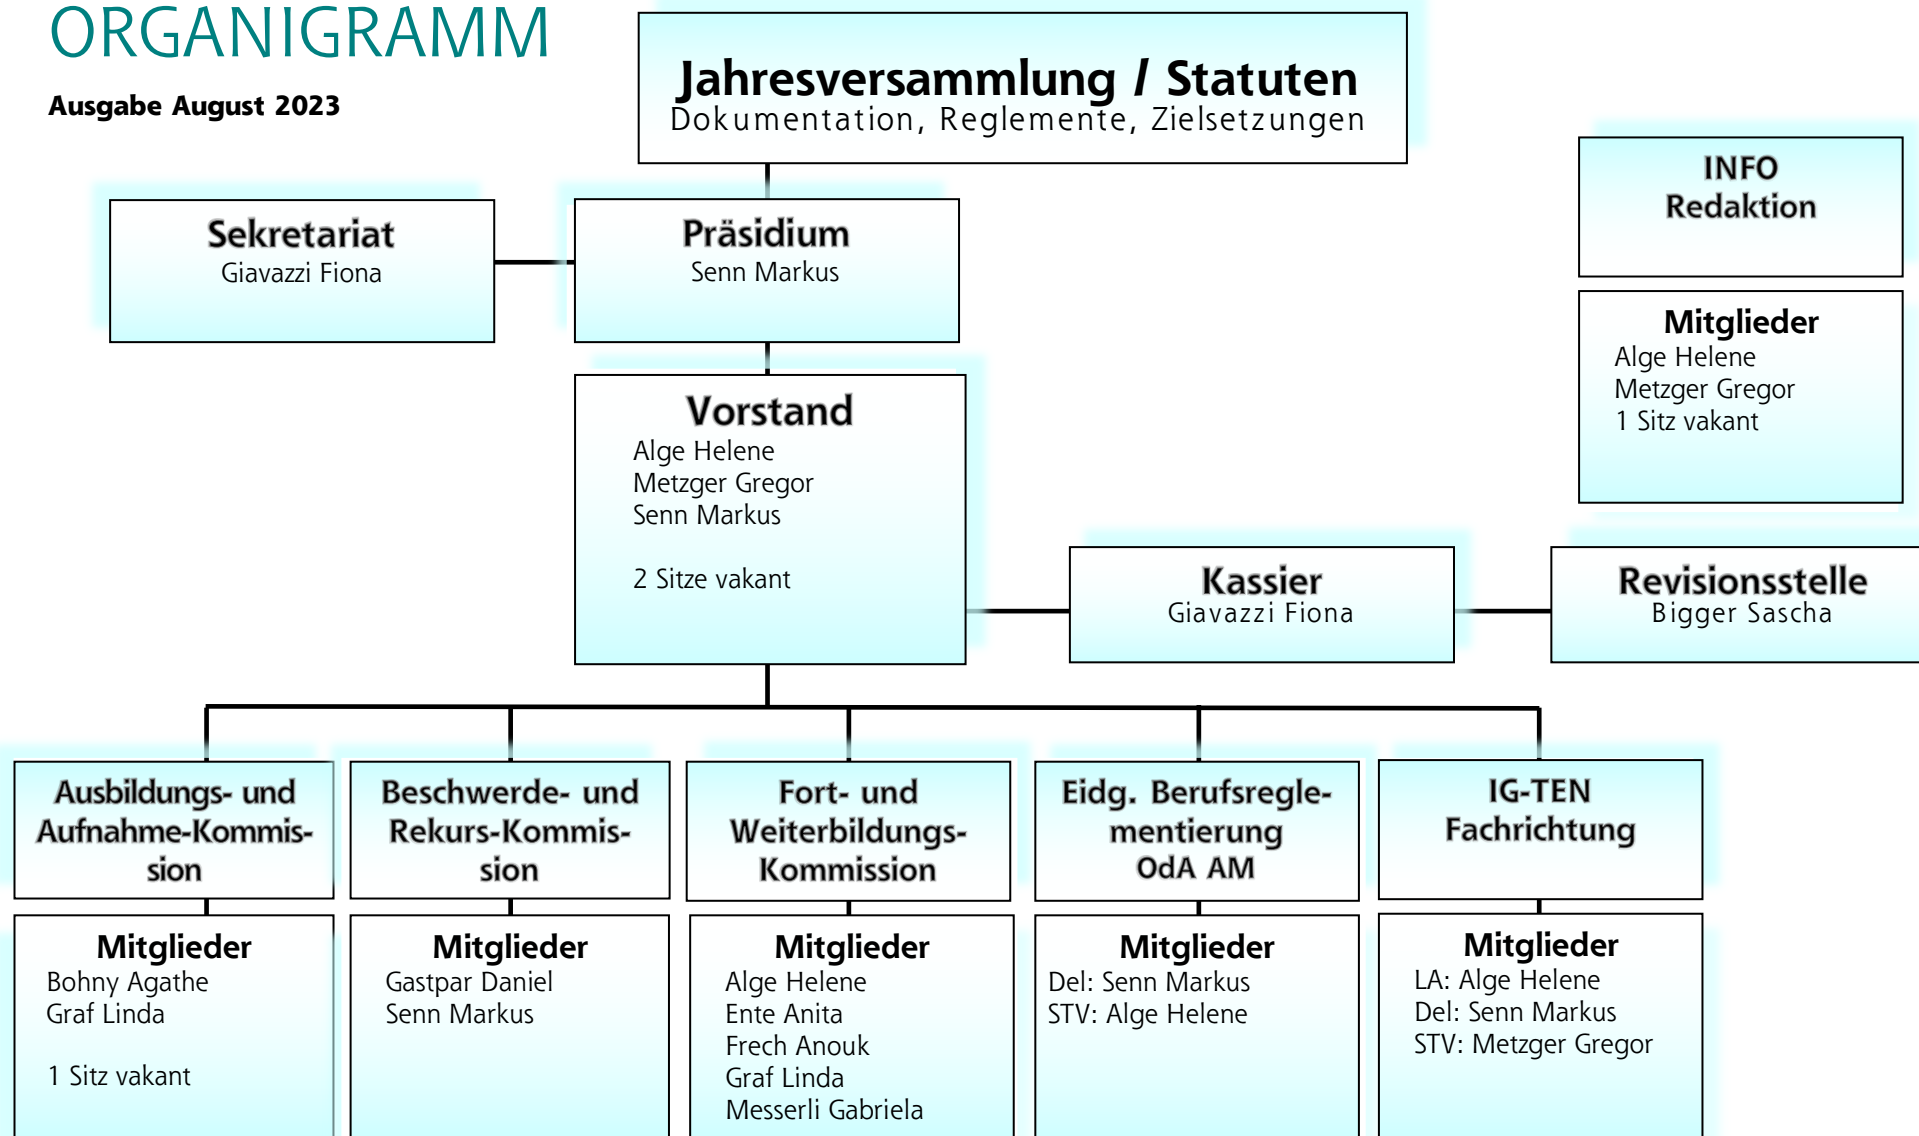 ORGANIGRAMM
Ausgabe August 2023
Jahresversammlung / Statuten
Dokumentation, Reglemente, Zielsetzungen
INFO
Redaktion
Mitglieder
Alge Helene
Metzger Gregor
1 Sitz vakant
Sekretariat
Giavazzi Fiona
Präsidium
Senn Markus
Vorstand
Alge Helene
Metzger Gregor
Senn Markus
2 Sitze vakant
Kassier
Giavazzi Fiona
Revisionsstelle
Bigger Sascha
Ausbildungs- und
Aufnahme-Kommis-
sion
Mitglieder
Bohny Agathe
Graf Linda
1 Sitz vakant
Beschwerde- und
Rekurs-Kommis-
sion
Mitglieder
Gastpar Daniel
Senn Markus
Fort- und
Weiterbildungs-
Kommission
Mitglieder
Alge Helene
Ente Anita
Frech Anouk
Graf Linda
Messerli Gabriela
Eidg. Berufsregle-
mentierung
OdA AM
Mitglieder
Del: Senn Markus
STV: Alge Helene
IG-TEN
Fachrichtung
Mitglieder
LA: Alge Helene
Del: Senn Markus
STV: Metzger Gregor